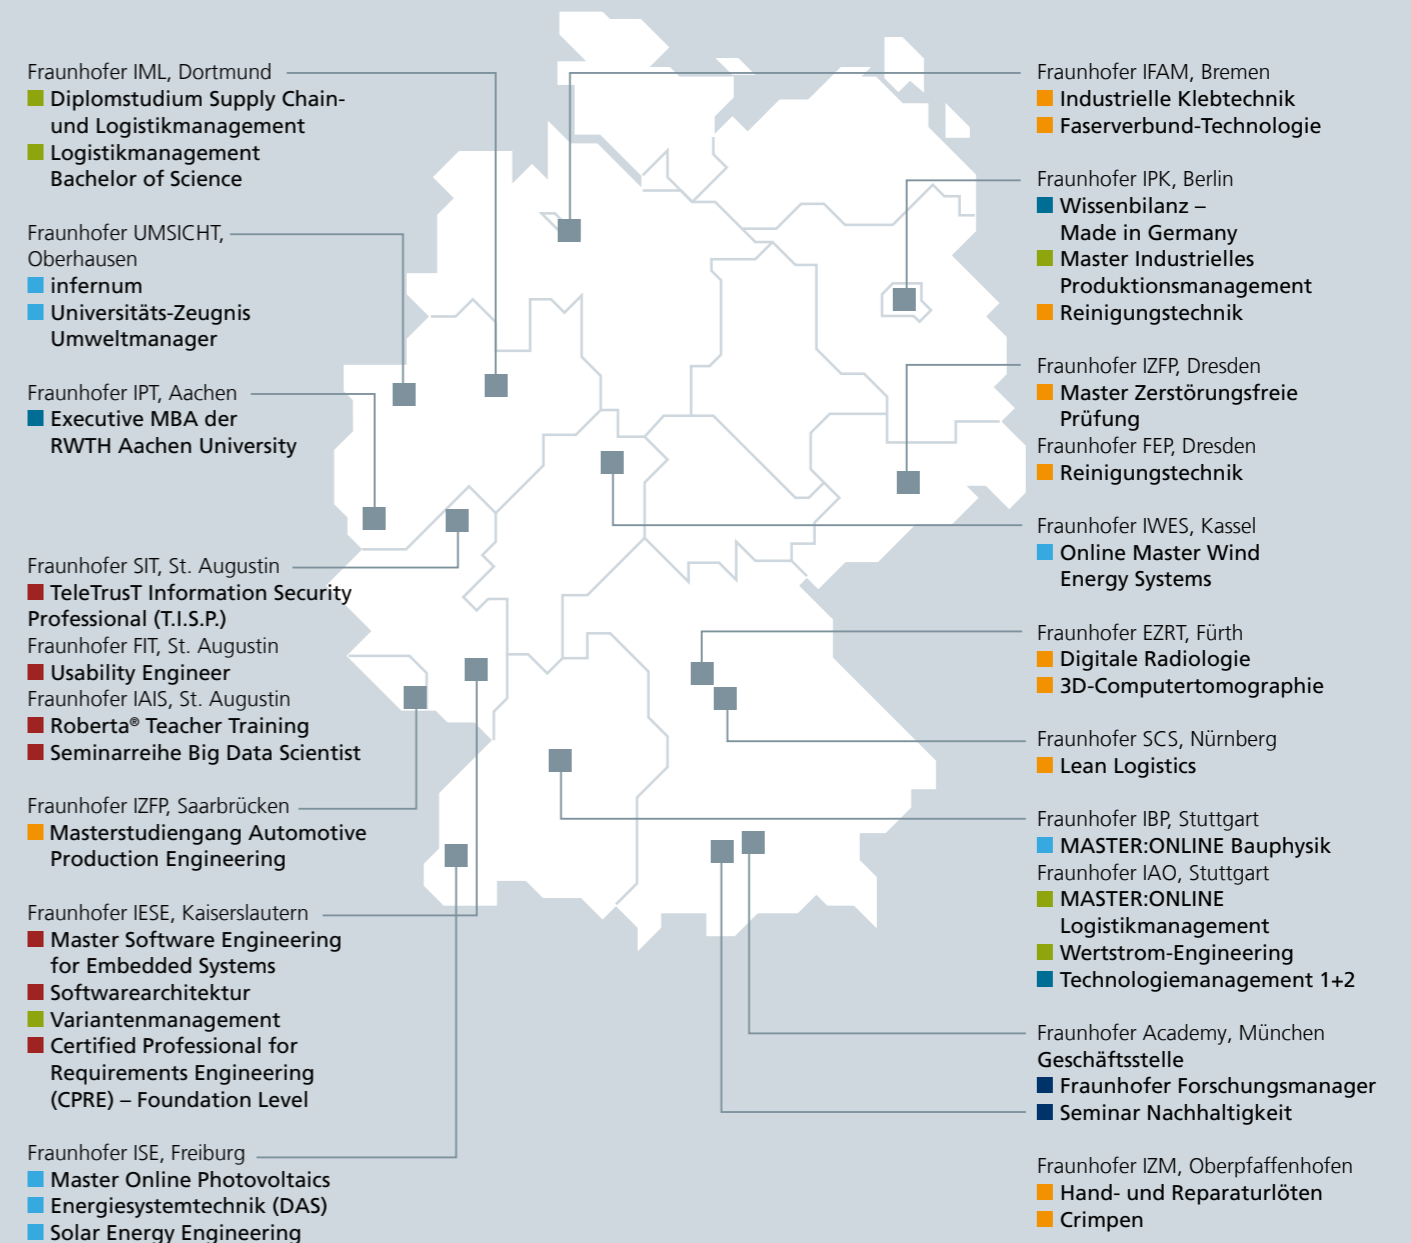 Fraunhofer IML, Dortmund
Diplomstudium Supply Chain-
und Logistikmanagement
Logistikmanagement
Bachelor of Science
Fraunhofer UMSICHT,
Oberhausen
infernum
Universitäts-Zeugnis
Umweltmanager
Fraunhofer IPT, Aachen
Executive MBA der
RWTH Aachen University
Fraunhofer SIT, St. Augustin
TeleTrusT Information Security
Professional (T.I.S.P.)
Fraunhofer FIT, St. Augustin
Usability Engineer
Fraunhofer IAIS, St. Augustin
Roberta® Teacher Training
Seminarreihe Big Data Scientist
Fraunhofer IZFP, Saarbrücken
Masterstudiengang Automotive
Production Engineering
Fraunhofer IESE, Kaiserslautern
Master Software Engineering
for Embedded Systems
Softwarearchitektur
Variantenmanagement
Certified Professional for
Requirements Engineering
(CPRE) – Foundation Level
Fraunhofer ISE, Freiburg
Master Online Photovoltaics
Energiesystemtechnik (DAS)
Solar Energy Engineering
Fraunhofer IFAM, Bremen
Industrielle Klebtechnik
Faserverbund-Technologie
Fraunhofer IPK, Berlin
Wissenbilanz –
Made in Germany
Master Industrielles
Produktionsmanagement
Reinigungstechnik
Fraunhofer IZFP, Dresden
Master Zerstörungsfreie
Prüfung
Fraunhofer FEP, Dresden
Reinigungstechnik
Fraunhofer IWES, Kassel
Online Master Wind
Energy Systems
Fraunhofer EZRT, Fürth
Digitale Radiologie
3D-Computertomographie
Fraunhofer SCS, Nürnberg
Lean Logistics
Fraunhofer IBP, Stuttgart
MASTER:ONLINE Bauphysik
Fraunhofer IAO, Stuttgart
MASTER:ONLINE
Logistikmanagement
Wertstrom-Engineering
Technologiemanagement 1+2
Fraunhofer Academy, München
Geschäftsstelle
Fraunhofer Forschungsmanager
Seminar Nachhaltigkeit
Fraunhofer IZM, Oberpfaffenhofen
Hand- und Reparaturlöten
Crimpen